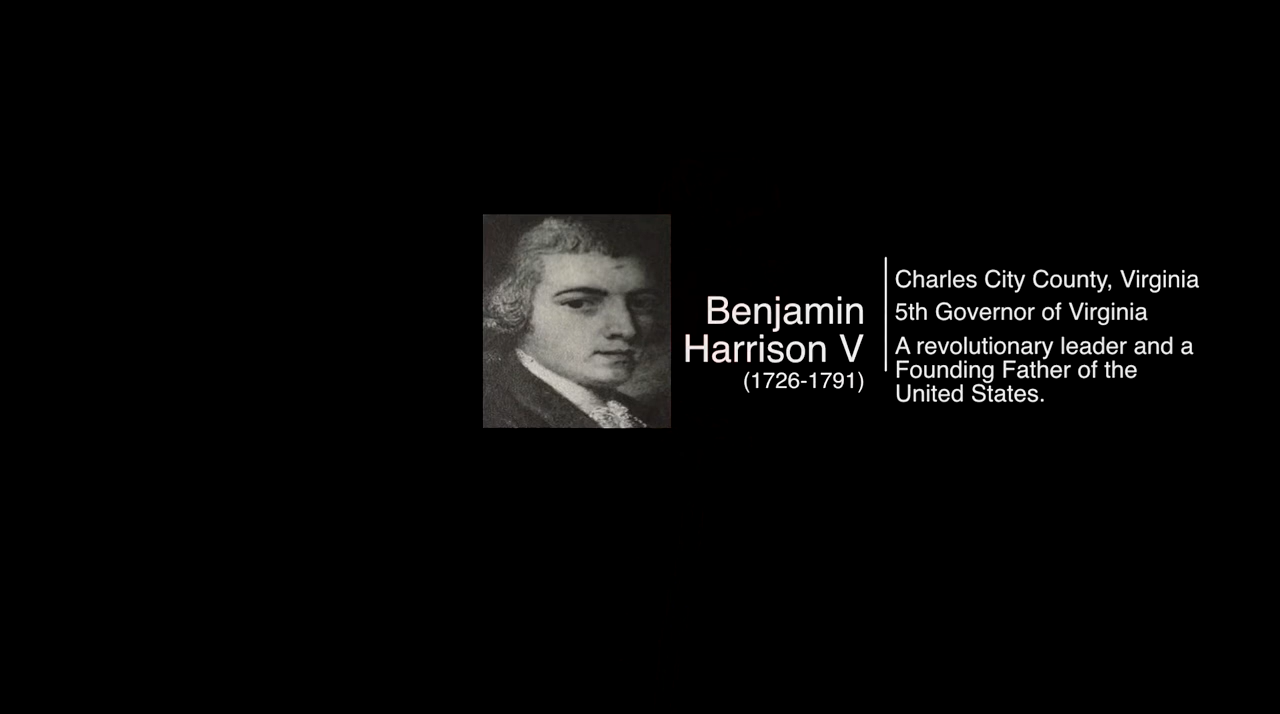 Benjamin
Harrison V
(1726-1791)
Charles City County, Virginia
5th Governor of Virginia
A revolutionary leader and a
Founding Father of the
United States.